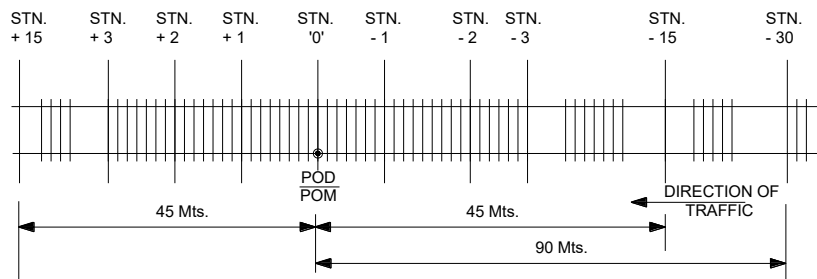 STN. STN. STN. STN. STN. STN. STN. STN. STN. STN.
+ 15 + 3 + 2 + 1 '0' - 1 - 2 - 3 - 15 - 30
POD
POM
DIRECTION OF
TRAFFIC
45 Mts. 45 Mts.
90 Mts.